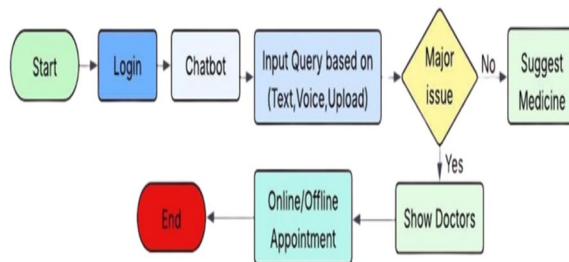 Start
Login
Chatbot
Input Query based on
(Text,Voice,Upload)
Major
issue
No
Suggest
Medicine
Yes
Show Doctors
Online/Offline
Appointment
End